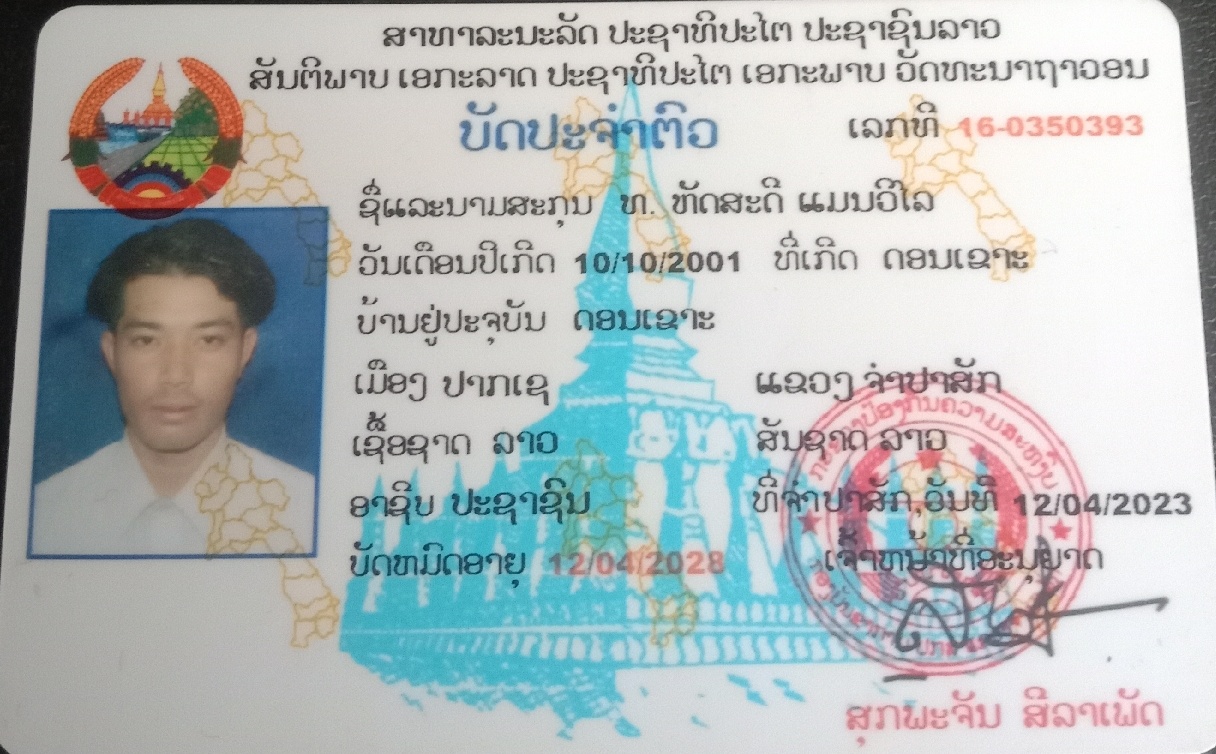 ສາທາລະນະລັດ ປະຊາທິປະໄຕ ປະຊາຊົນລາວ
ສັນຕິພາບ ເອກະລາດ ປະຊາທິປະໄຕ ເອກະພາບ ວັດທະນາຖາວອນ
ບັດປະຈຳຕົວ ເລກທີ 16-0350393
ຊື່ແລະນາມສະກຸນ ທ. ຫັດສະດີ ແມນວິໄລ
ວັນເດືອນປີເກີດ 10/10/2001 ທີ່ເກີດ ດອນເຂາະ
ບ້ານຢູ່ປະຈຸບັນ ດອນເຂາະ
ເມືອງ ປາກເຊ ແຂວງ ຈຳປາສັກ
ເຊື້ອຊາດ ລາວ ສັນຊາດ ລາວ
ອາຊີບ ປະຊາຊົນ ທີ່ຈຳປາສັກ,ວັນທີ 12/04/2023
ບັດຫມົດອາຍຸ 12/04/2028 ເຈົ້າຫນ້າທີ່ອະນຸຍາດ
ສຸກພະຈັນ ສີລາເພັດ